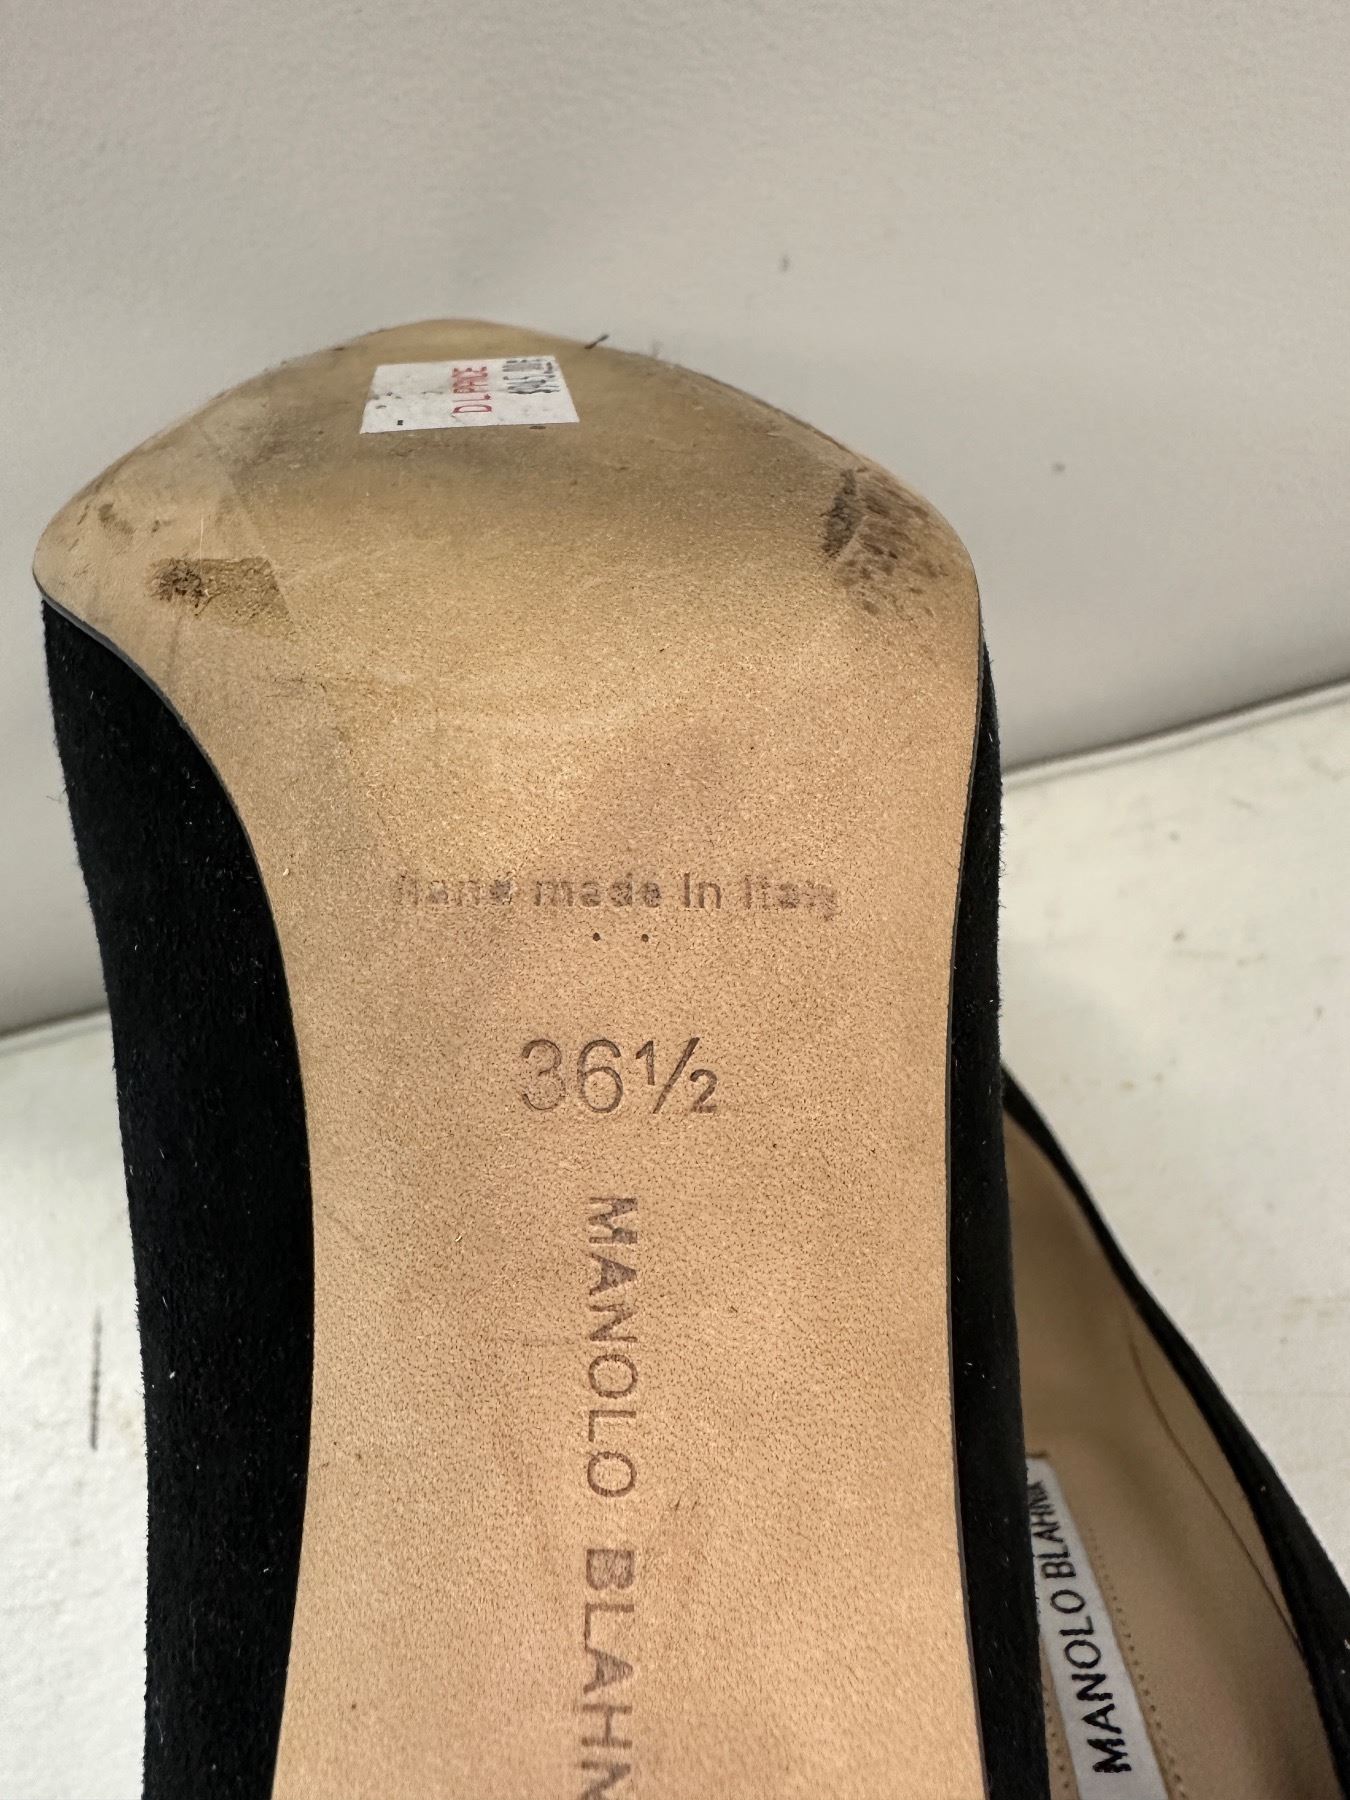 hand made in italy
36½
MANOLO BLAHN
MANOLO BLAHNIK